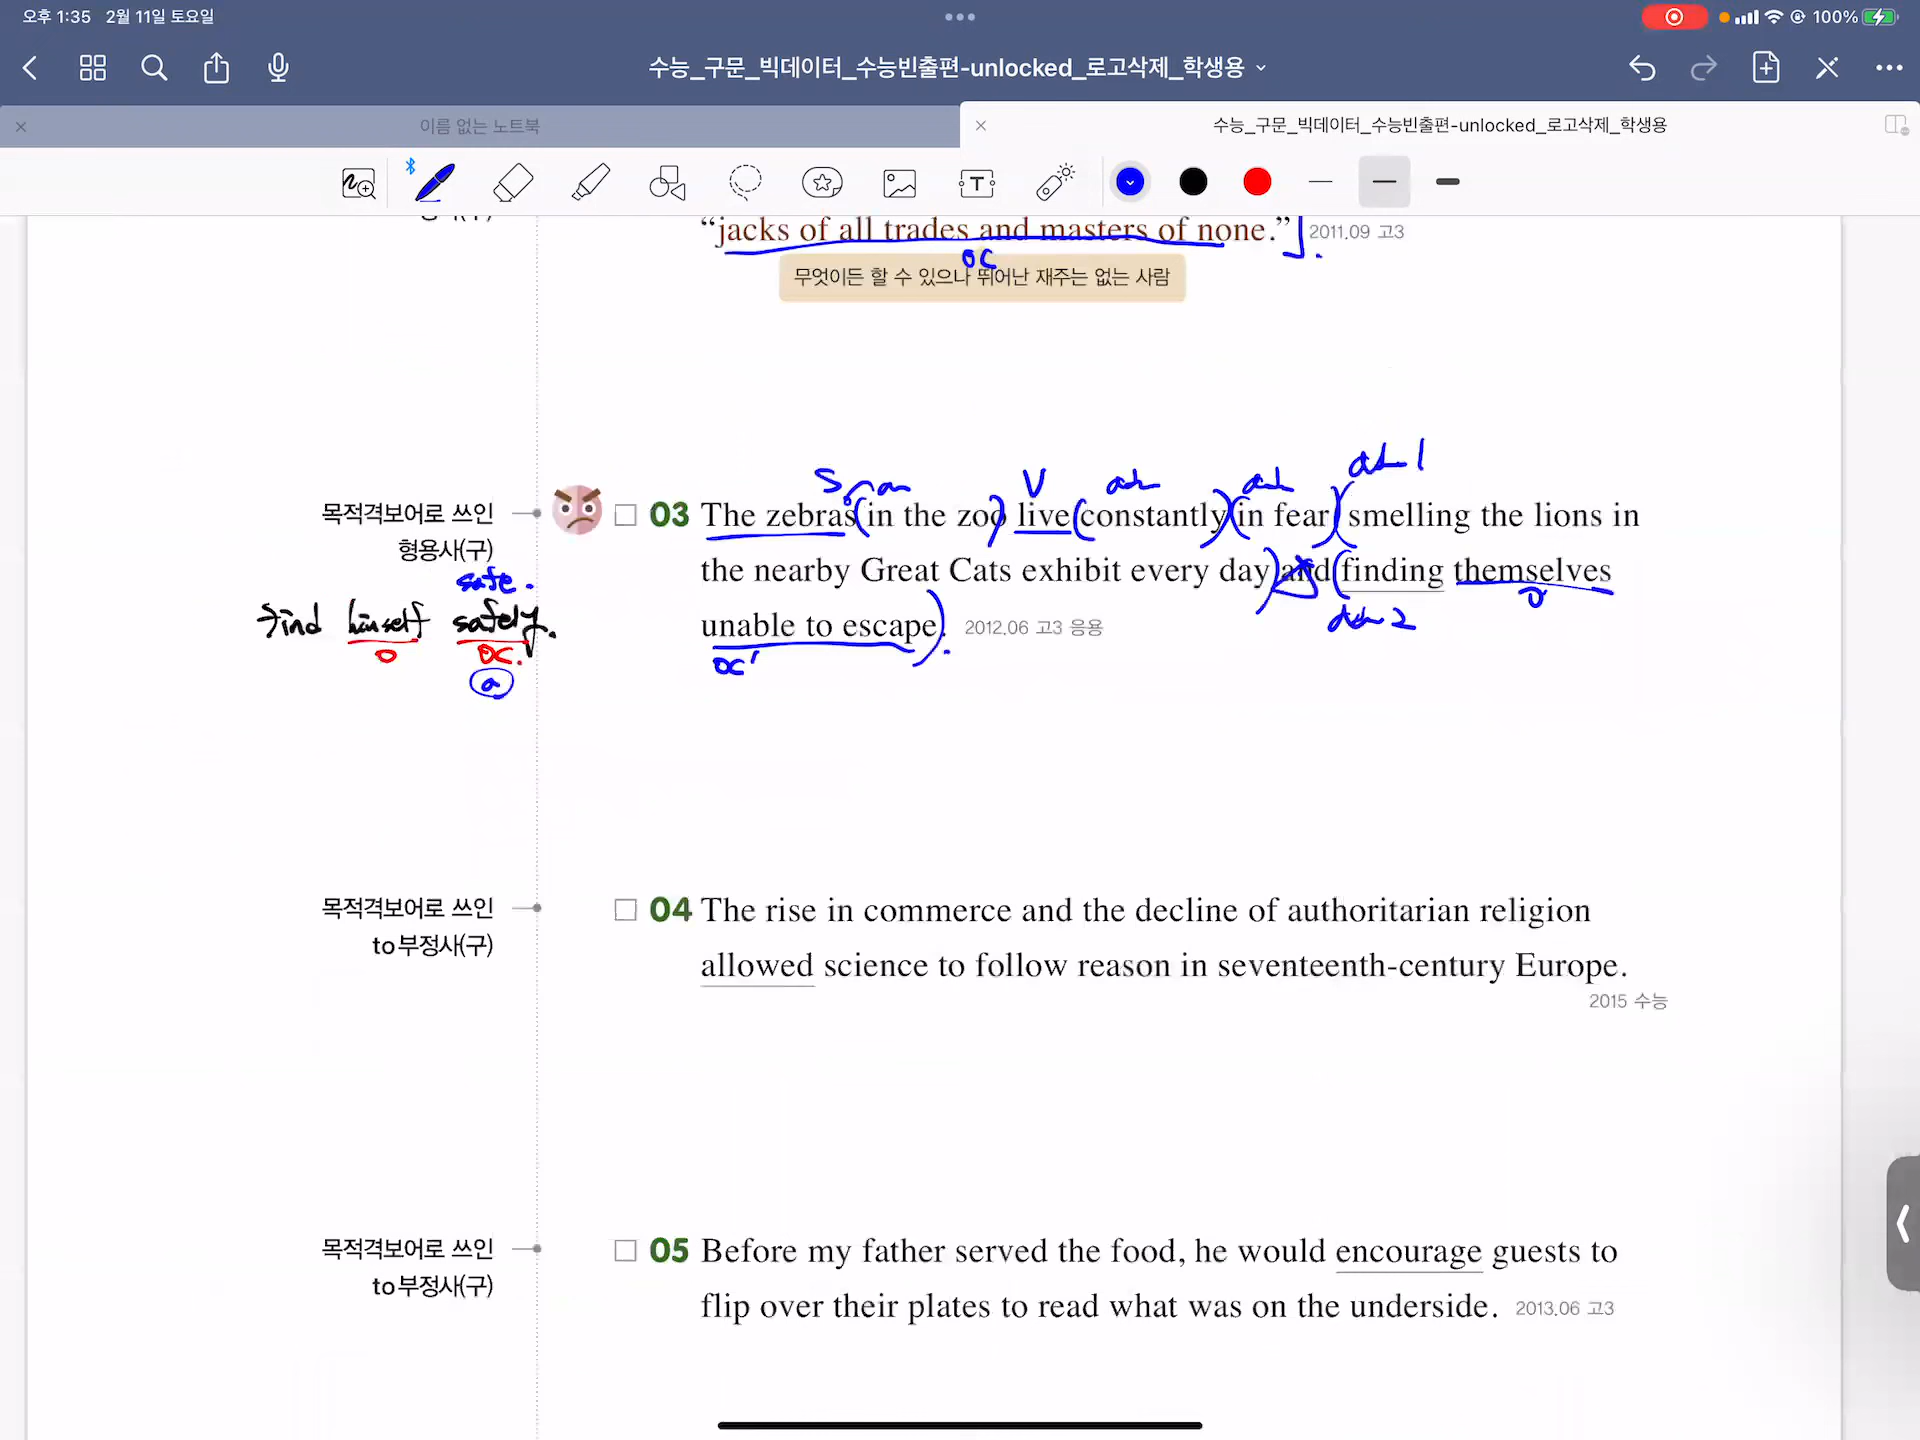 오후 1:35 2월 11일 토요일
100%
수능_구문_빅데이터_수능빈출편-unlocked_로고삭제_학생용
이름 없는 노트북
수능_구문_빅데이터_수능빈출편-unlocked_로고삭제_학생용
“jacks of all trades and masters of none.” 2011.09 고3
OC
무엇이든 할 수 있으나 뛰어난 재주는 없는 사람
S V
목적격보어로 쓰인
형용사(구)
03 The zebras in the zoo live constantly in fear smelling the lions in
the nearby Great Cats exhibit every day and finding themselves
unable to escape. 2012.06 고3 응용
O
OC'
safe.
find himself safely.
O OC.
a
목적격보어로 쓰인
to부정사(구)
04 The rise in commerce and the decline of authoritarian religion
allowed science to follow reason in seventeenth-century Europe.
2015 수능
목적격보어로 쓰인
to부정사(구)
05 Before my father served the food, he would encourage guests to
flip over their plates to read what was on the underside. 2013.06 고3